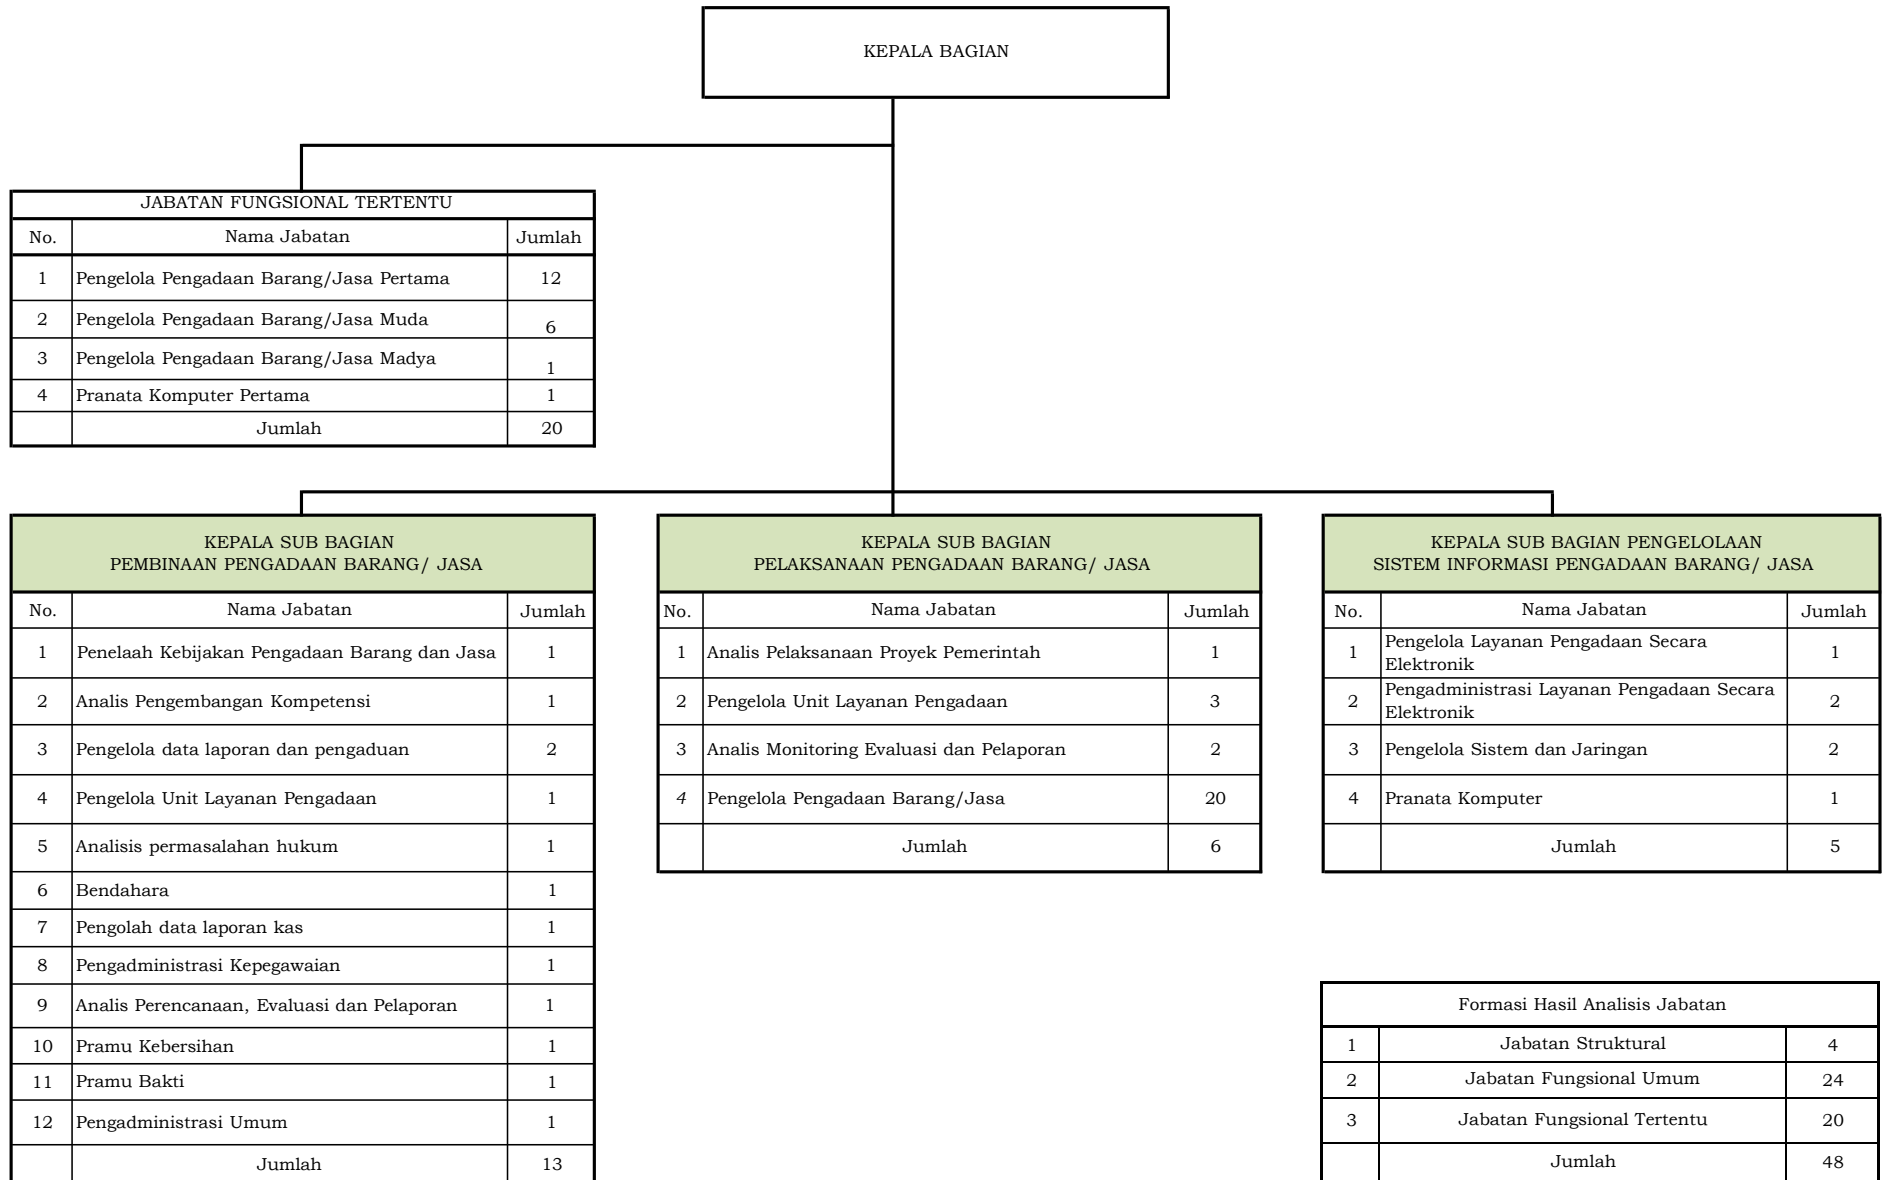 KEPALA BAGIAN
JABATAN FUNGSIONAL TERTENTU
No. Nama Jabatan Jumlah
1 Pengelola Pengadaan Barang/Jasa Pertama 12
2 Pengelola Pengadaan Barang/Jasa Muda 6
3 Pengelola Pengadaan Barang/Jasa Madya 1
4 Pranata Komputer Pertama 1
Jumlah 20
KEPALA SUB BAGIAN
PEMBINAAN PENGADAAN BARANG/ JASA
No. Nama Jabatan Jumlah
1 Penelaah Kebijakan Pengadaan Barang dan Jasa 1
2 Analis Pengembangan Kompetensi 1
3 Pengelola data laporan dan pengaduan 2
4 Pengelola Unit Layanan Pengadaan 1
5 Analisis permasalahan hukum 1
6 Bendahara 1
7 Pengolah data laporan kas 1
8 Pengadministrasi Kepegawaian 1
9 Analis Perencanaan, Evaluasi dan Pelaporan 1
10 Pramu Kebersihan 1
11 Pramu Bakti 1
12 Pengadministrasi Umum 1
Jumlah 13
KEPALA SUB BAGIAN
PELAKSANAAN PENGADAAN BARANG/ JASA
No. Nama Jabatan Jumlah
1 Analis Pelaksanaan Proyek Pemerintah 1
2 Pengelola Unit Layanan Pengadaan 3
3 Analis Monitoring Evaluasi dan Pelaporan 2
4 Pengelola Pengadaan Barang/Jasa 20
Jumlah 6
KEPALA SUB BAGIAN PENGELOLAAN
SISTEM INFORMASI PENGADAAN BARANG/ JASA
No. Nama Jabatan Jumlah
1 Pengelola Layanan Pengadaan Secara
Elektronik 1
2 Pengadministrasi Layanan Pengadaan Secara
Elektronik 2
3 Pengelola Sistem dan Jaringan 2
4 Pranata Komputer 1
Jumlah 5
Formasi Hasil Analisis Jabatan
1 Jabatan Struktural 4
2 Jabatan Fungsional Umum 24
3 Jabatan Fungsional Tertentu 20
Jumlah 48